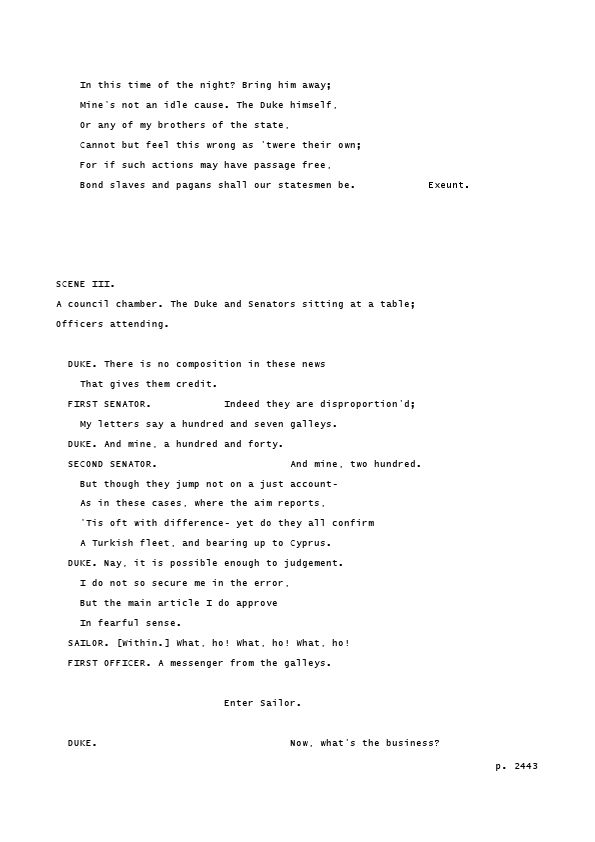 In this time of the night? Bring him away;
Mine's not an idle cause. The Duke himself,
Or any of my brothers of the state,
Cannot but feel this wrong as 'twere their own;
For if such actions may have passage free,
Bond slaves and pagans shall our statesmen be. Exeunt.
SCENE III.
A council chamber. The Duke and Senators sitting at a table;
Officers attending.
DUKE. There is no composition in these news
That gives them credit.
FIRST SENATOR. Indeed they are disproportion'd;
My letters say a hundred and seven galleys.
DUKE. And mine, a hundred and forty.
SECOND SENATOR. And mine, two hundred.
But though they jump not on a just account-
As in these cases, where the aim reports,
'Tis oft with difference- yet do they all confirm
A Turkish fleet, and bearing up to Cyprus.
DUKE. Nay, it is possible enough to judgement.
I do not so secure me in the error,
But the main article I do approve
In fearful sense.
SAILOR. [Within.] What, ho! What, ho! What, ho!
FIRST OFFICER. A messenger from the galleys.
Enter Sailor.
DUKE. Now, what's the business?
p. 2443